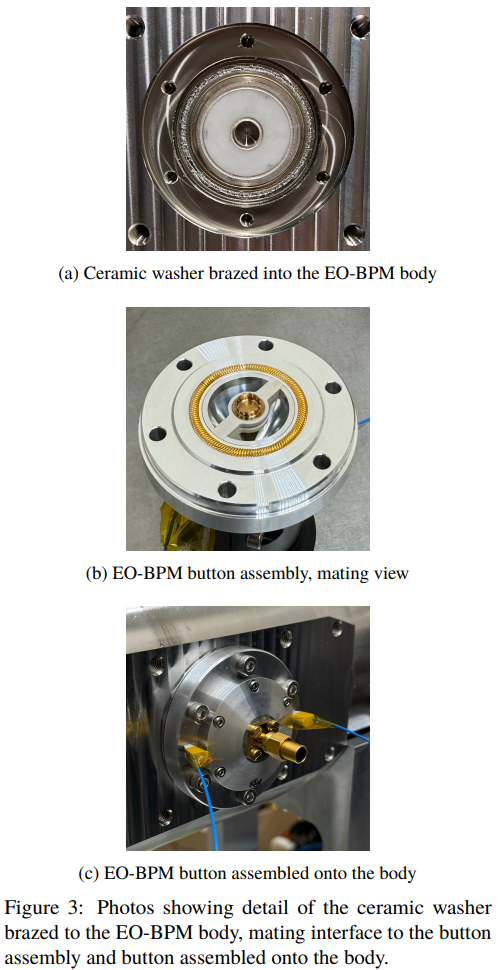 (a) Ceramic washer brazed into the EO-BPM body
(b) EO-BPM button assembly, mating view
(c) EO-BPM button assembled onto the body
Figure 3: Photos showing detail of the ceramic washer
brazed to the EO-BPM body, mating interface to the button
assembly and button assembled onto the body.